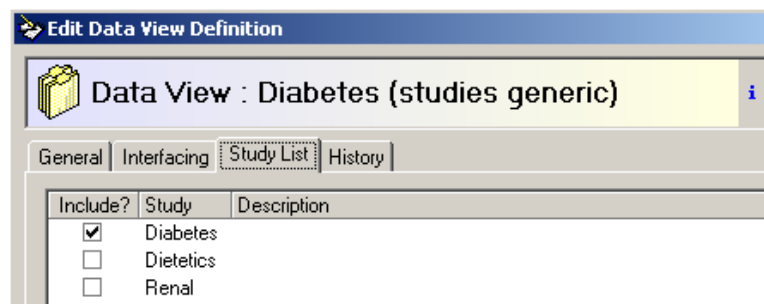 Edit Data View Definition
Data View : Diabetes (studies generic)
i
General Interfacing Study List History
Include? Study Description
Diabetes
Dietetics
Renal